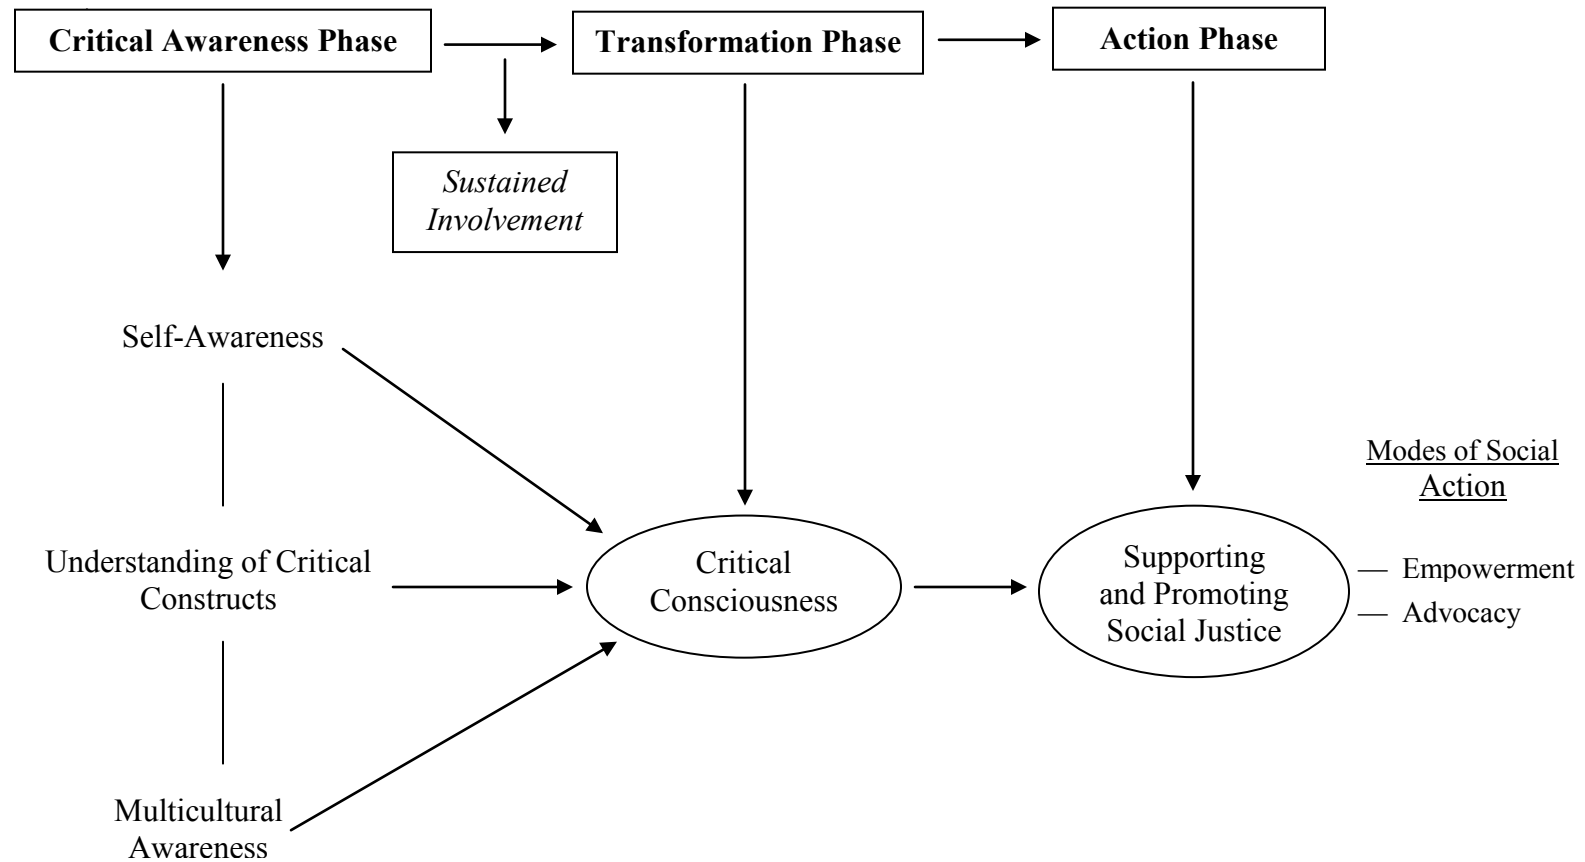 Critical Awareness Phase
Transformation Phase
Action Phase
Sustained
Involvement
Self-Awareness
Understanding of Critical
Constructs
Multicultural
Awareness
Critical
Consciousness
Supporting
and Promoting
Social Justice
Modes of Social
Action
— Empowerment
— Advocacy